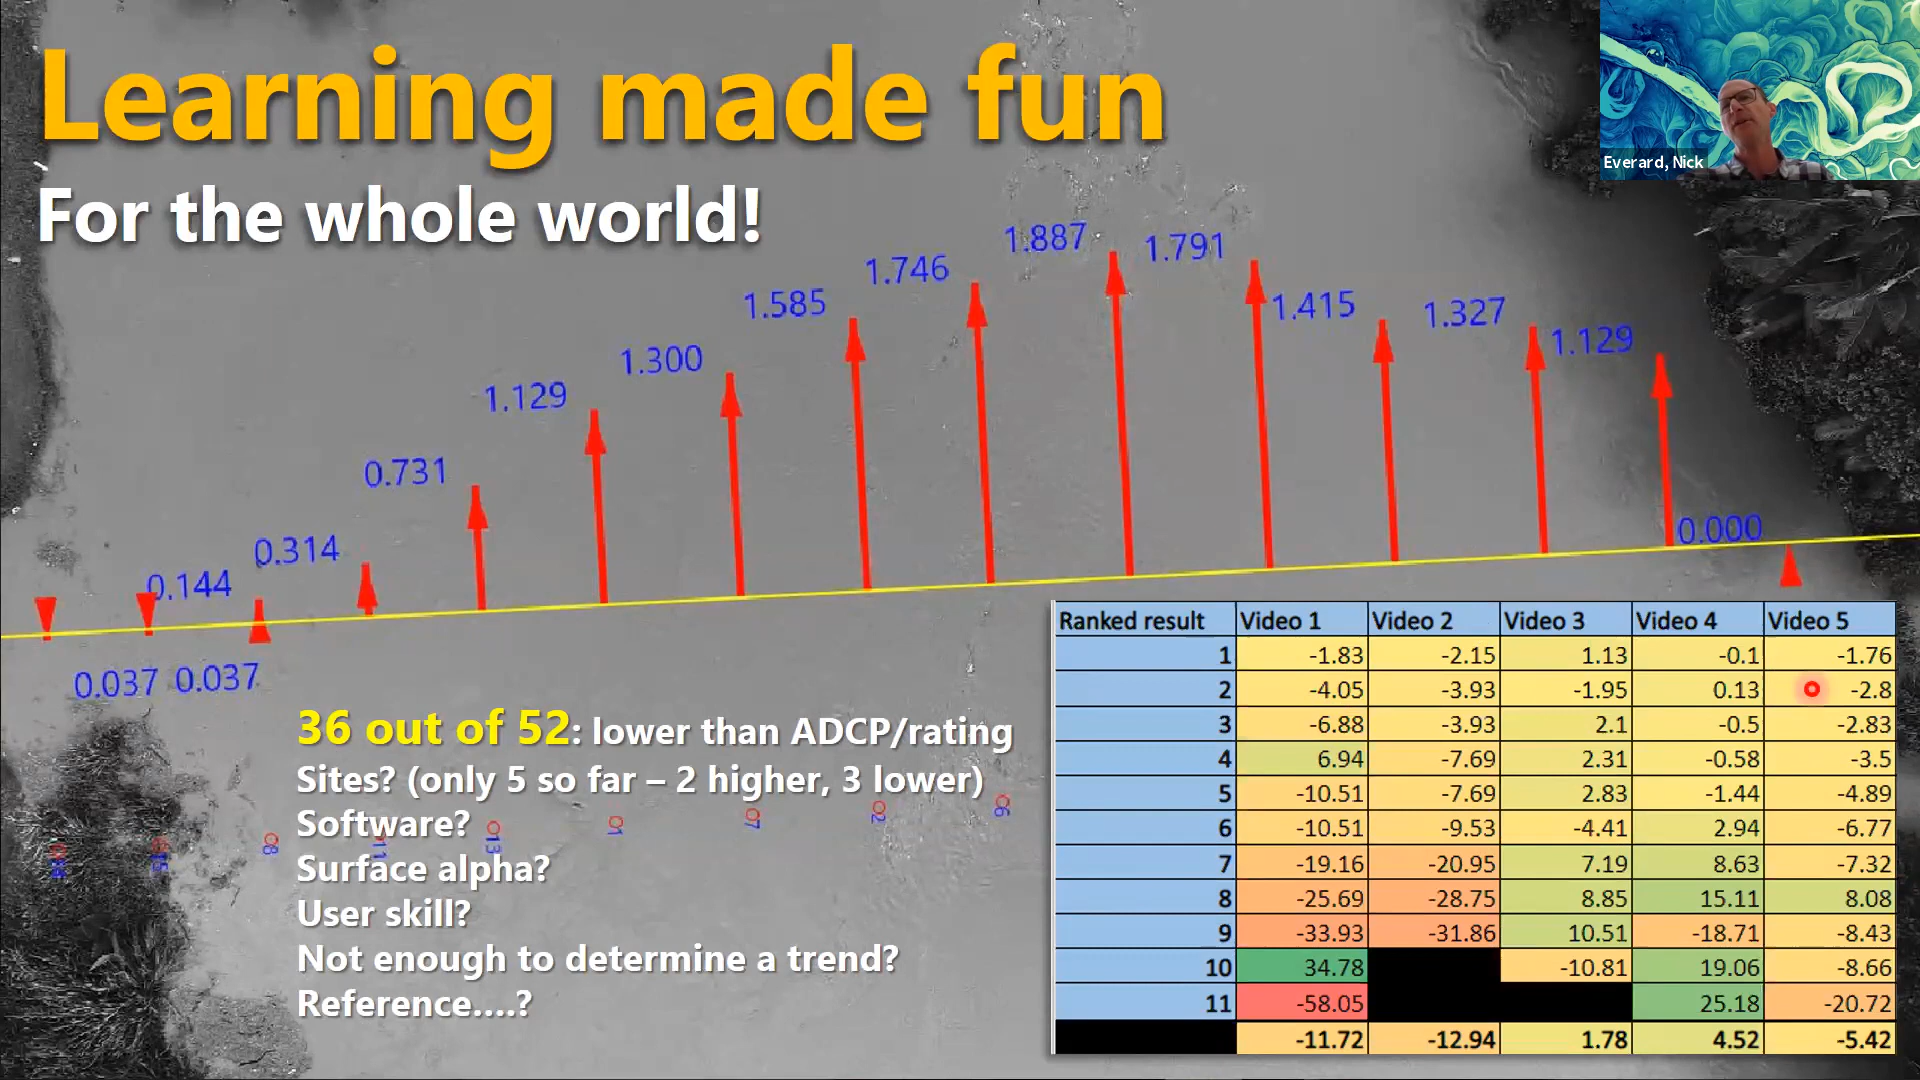 Learning made fun
For the whole world!
Everard, Nick
1.887
1.791
1.746
1.585
1.415
1.327
1.129
1.300
1.129
0.731
0.314
0.144
0.000
0.037 0.037
36 out of 52: lower than ADCP/rating
Sites? (only 5 so far – 2 higher, 3 lower)
Software?
Surface alpha?
User skill?
Not enough to determine a trend?
Reference....?
Ranked result Video 1 Video 2 Video 3 Video 4 Video 5
1 -1.83 -2.15 1.13 -0.1 -1.76
2 -4.05 -3.93 -1.95 0.13 -2.8
3 -6.88 -3.93 2.1 -0.5 -2.83
4 6.94 -7.69 2.31 -0.58 -3.5
5 -10.51 -7.69 2.83 -1.44 -4.89
6 -10.51 -9.53 -4.41 2.94 -6.77
7 -19.16 -20.95 7.19 8.63 -7.32
8 -25.69 -28.75 8.85 15.11 8.08
9 -33.93 -31.86 10.51 -18.71 -8.43
10 34.78 -10.81 19.06 -8.66
11 -58.05 25.18 -20.72
-11.72 -12.94 1.78 4.52 -5.42